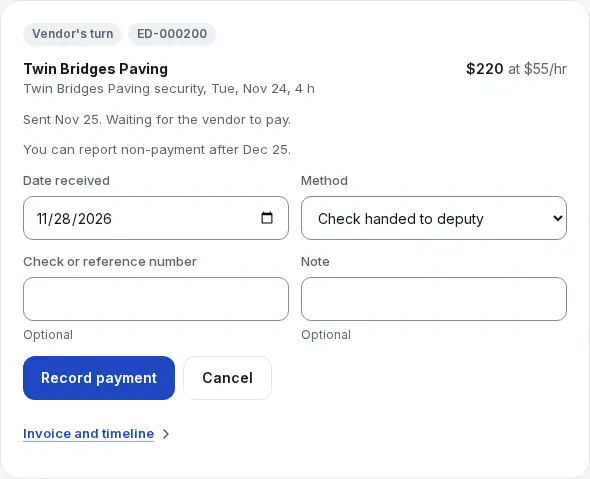 Vendor's turn ED-000200
Twin Bridges Paving $220 at $55/hr
Twin Bridges Paving security, Tue, Nov 24, 4 h
Sent Nov 25. Waiting for the vendor to pay.
You can report non-payment after Dec 25.
Date received Method
11/28/2026 Check handed to deputy
Check or reference number Note
Optional Optional
Record payment Cancel
Invoice and timeline